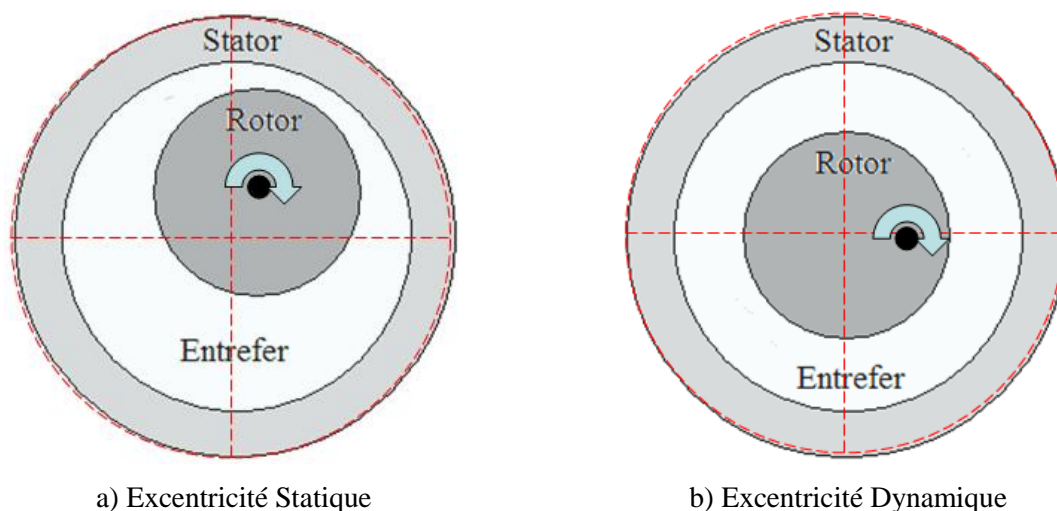 Stator
Rotor
Entrefer
a) Excentricité Statique
Stator
Rotor
Entrefer
b) Excentricité Dynamique